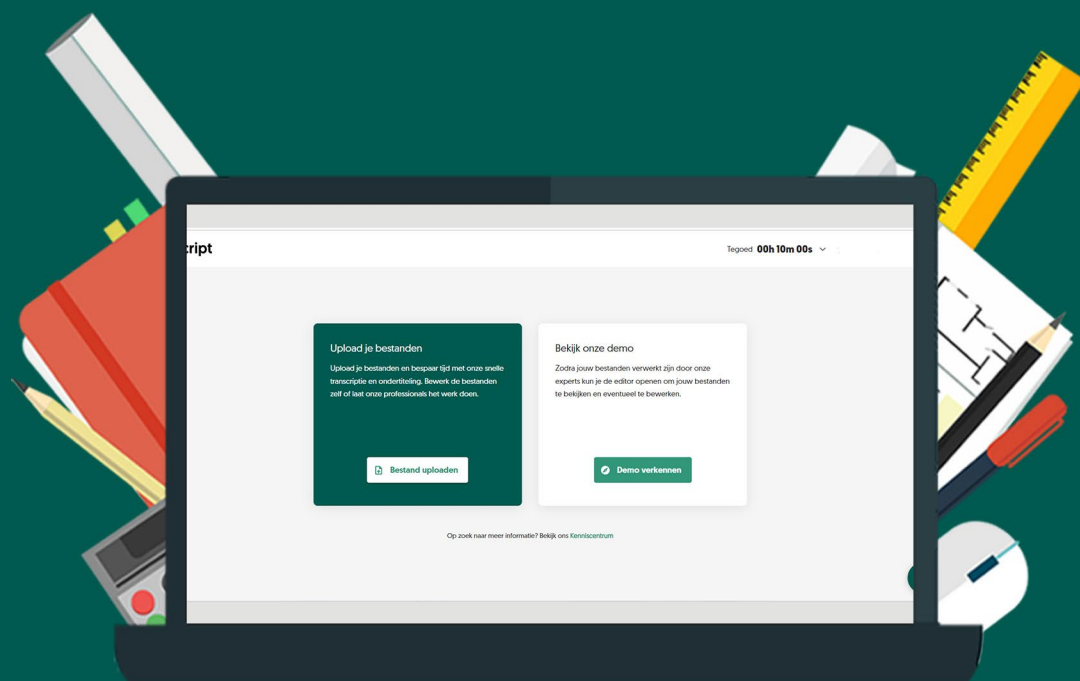 cript
Tegoed 00h 10m 00s
Upload je bestanden
Upload je bestanden en bespaar tijd met onze snelle
transcriptie en ondertiteling. Bewerk de bestanden
zelf of laat onze professionals het werk doen.
Bestand uploaden
Bekijk onze demo
Zodra jouw bestanden verwerkt zijn door onze
experts kun je de editor openen om jouw bestanden
te bekijken en eventueel te bewerken.
Demo verkennen
Op zoek naar meer informatie? Bekijk ons Kenniscentrum